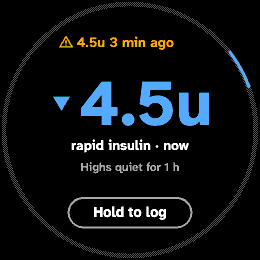 ⚠ 4.5u 3 min ago
▼ 4.5u
rapid insulin · now
Highs quiet for 1 h
Hold to log